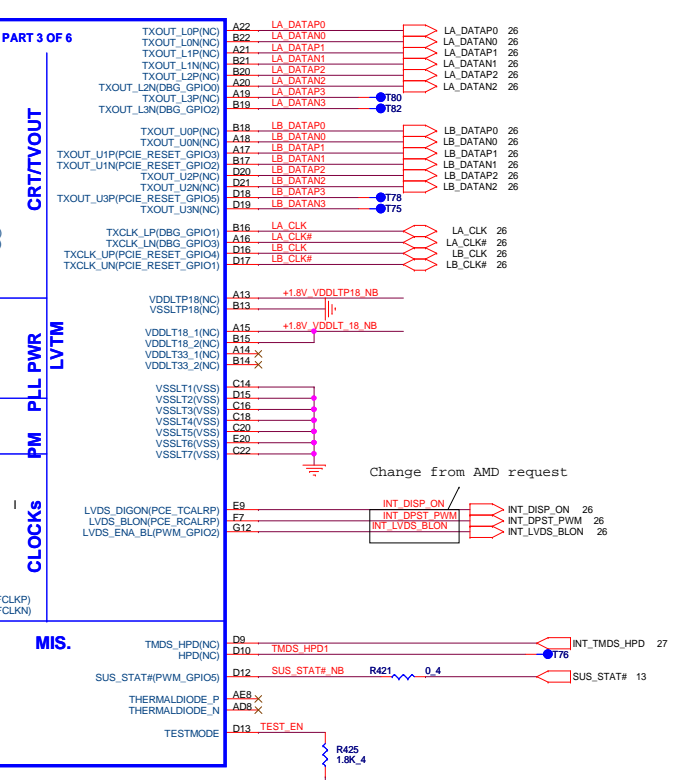 PART 3 OF 6
CRT/TVOUT
LVTM
PLL PWR
PM
CLOCKs
MIS.
FCLKP)
FCLKN)
TXOUT_L0P(NC) A22 LA_DATAP0 LA_DATAP0 26
TXOUT_L0N(NC) B22 LA_DATAN0 LA_DATAN0 26
TXOUT_L1P(NC) A21 LA_DATAP1 LA_DATAP1 26
TXOUT_L1N(NC) B21 LA_DATAN1 LA_DATAN1 26
TXOUT_L2P(NC) B20 LA_DATAP2 LA_DATAP2 26
TXOUT_L2N(DBG_GPIO0) A20 LA_DATAN2 LA_DATAN2 26
TXOUT_L3P(NC) A19 LA_DATAP3 T80
TXOUT_L3N(DBG_GPIO2) B19 LA_DATAN3 T82
TXOUT_U0P(NC) B18 LB_DATAP0 LB_DATAP0 26
TXOUT_U0N(NC) A18 LB_DATAN0 LB_DATAN0 26
TXOUT_U1P(PCIE_RESET_GPIO3) A17 LB_DATAP1 LB_DATAP1 26
TXOUT_U1N(PCIE_RESET_GPIO2) B17 LB_DATAN1 LB_DATAN1 26
TXOUT_U2P(NC) D20 LB_DATAP2 LB_DATAP2 26
TXOUT_U2N(NC) D21 LB_DATAN2 LB_DATAN2 26
TXOUT_U3P(PCIE_RESET_GPIO5) D18 LB_DATAP3 T78
TXOUT_U3N(NC) D19 LB_DATAN3 T75
TXCLK_LP(DBG_GPIO1) B16 LA_CLK LA_CLK 26
TXCLK_LN(DBG_GPIO3) A16 LA_CLK# LA_CLK# 26
TXCLK_UP(PCIE_RESET_GPIO4) D16 LB_CLK LB_CLK 26
TXCLK_UN(PCIE_RESET_GPIO1) D17 LB_CLK# LB_CLK# 26
VDDLTP18(NC) A13 +1.8V_VDDLTP18_NB
VSSLTP18(NC) B13
VDDLT18_1(NC) A15 +1.8V_VDDLT_18_NB
VDDLT18_2(NC) B15
VDDLT33_1(NC) A14
VDDLT33_2(NC) B14
VSSLT1(VSS) C14
VSSLT2(VSS) D15
VSSLT3(VSS) C16
VSSLT4(VSS) C18
VSSLT5(VSS) C20
VSSLT6(VSS) E20
VSSLT7(VSS) C22
Change from AMD request
LVDS_DIGON(PCE_TCALRP) E9 INT_DISP_ON INT_DISP_ON 26
LVDS_BLON(PCE_RCALRP) F7 INT_DPST_PWM INT_DPST_PWM 26
LVDS_ENA_BL(PWM_GPIO2) G12 INT_LVDS_BLON INT_LVDS_BLON 26
TMDS_HPD(NC) D9 INT_TMDS_HPD 27
HPD(NC) D10 TMDS_HPD1 T76
SUS_STAT#(PWM_GPIO5) D12 SUS_STAT#_NB R421 0_4 SUS_STAT# 13
THERMALDIODE_P AE8
THERMALDIODE_N AD8
TESTMODE D13 TEST_EN
R425
1.8K_4